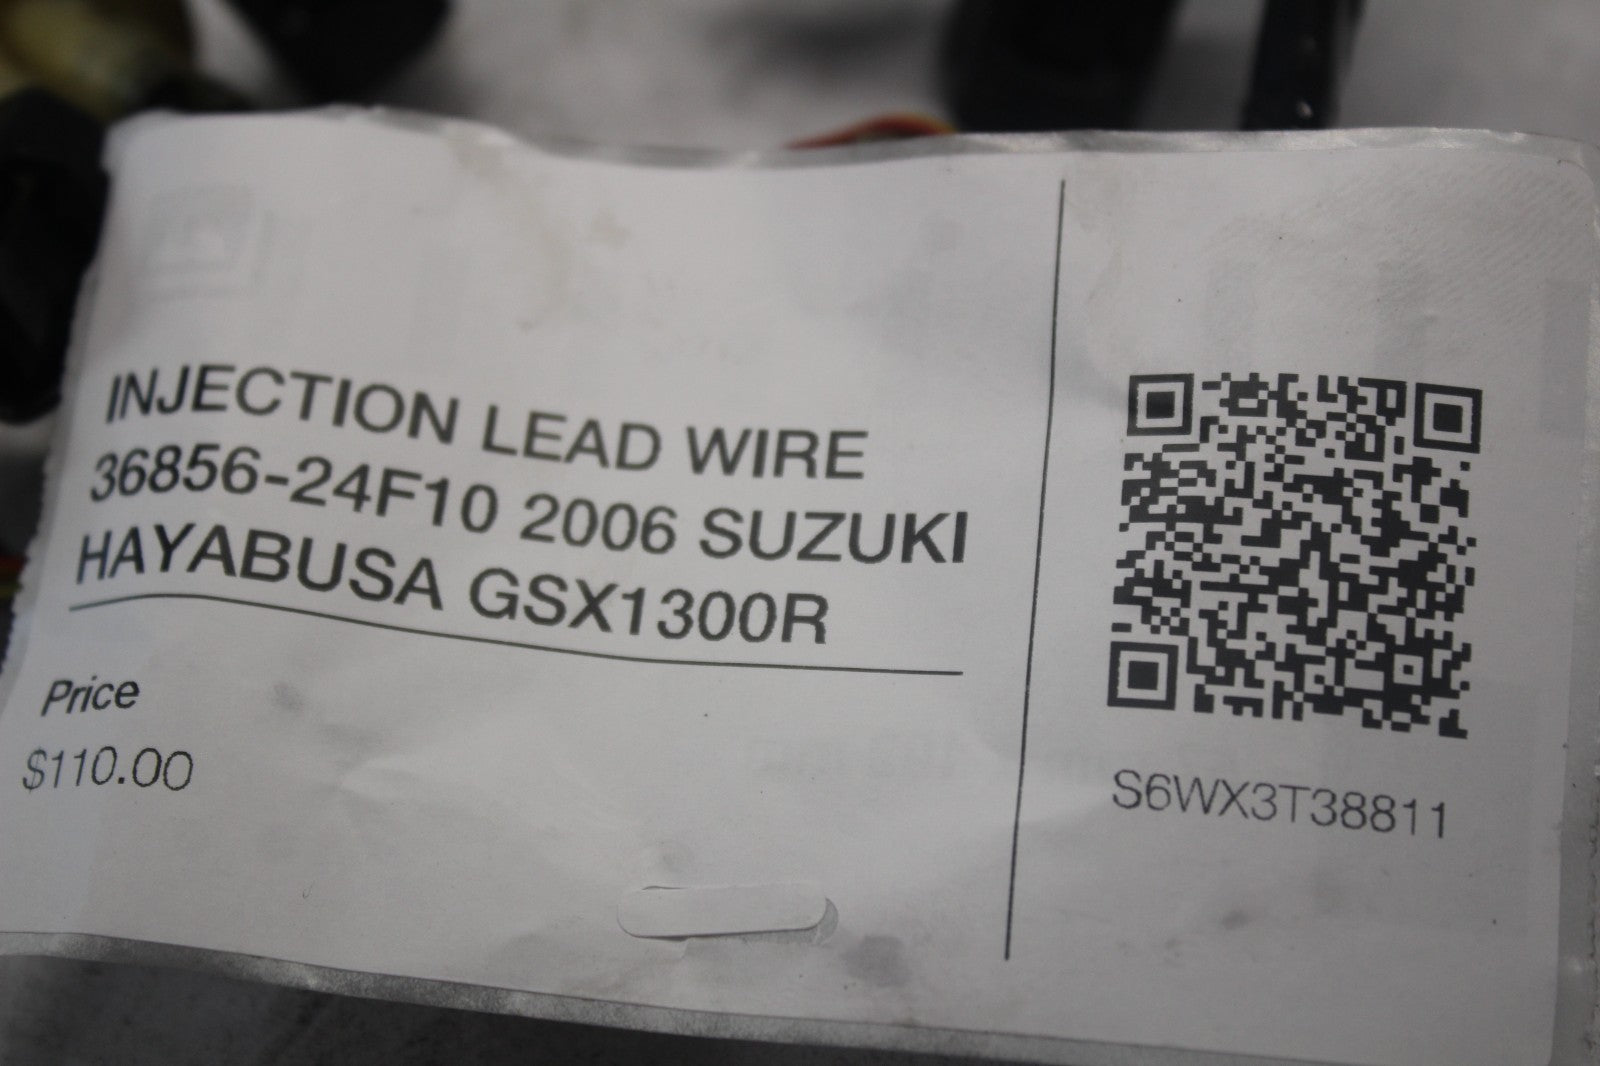 INJECTION LEAD WIRE
36856-24F10 2006 SUZUKI
HAYABUSA GSX1300R
Price
$110.00
S6WX3T38811